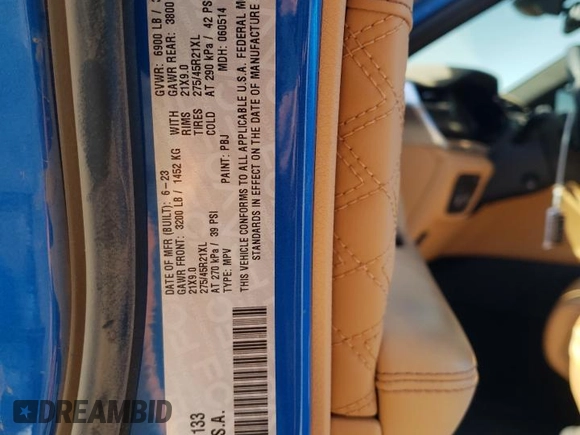 DATE OF MFR (BUILT): 6-23 GVWR: 6900 LB /
GAWR FRONT: 3200 LB / 1452 KG WITH GAWR REAR: 3800
21X9.0 RIMS 21X9.0
275/45R21XL TIRES 275/45R21XL
AT 270 kPa / 39 PSI COLD AT 290 kPa / 42 PS
TYPE: MPV PAINT: PBJ MDH: 060514
THIS VEHICLE CONFORMS TO ALL APPLICABLE U.S.A. FEDERAL M
STANDARDS IN EFFECT ON THE DATE OF MANUFACTURE
133
S.A.
DREAMBID